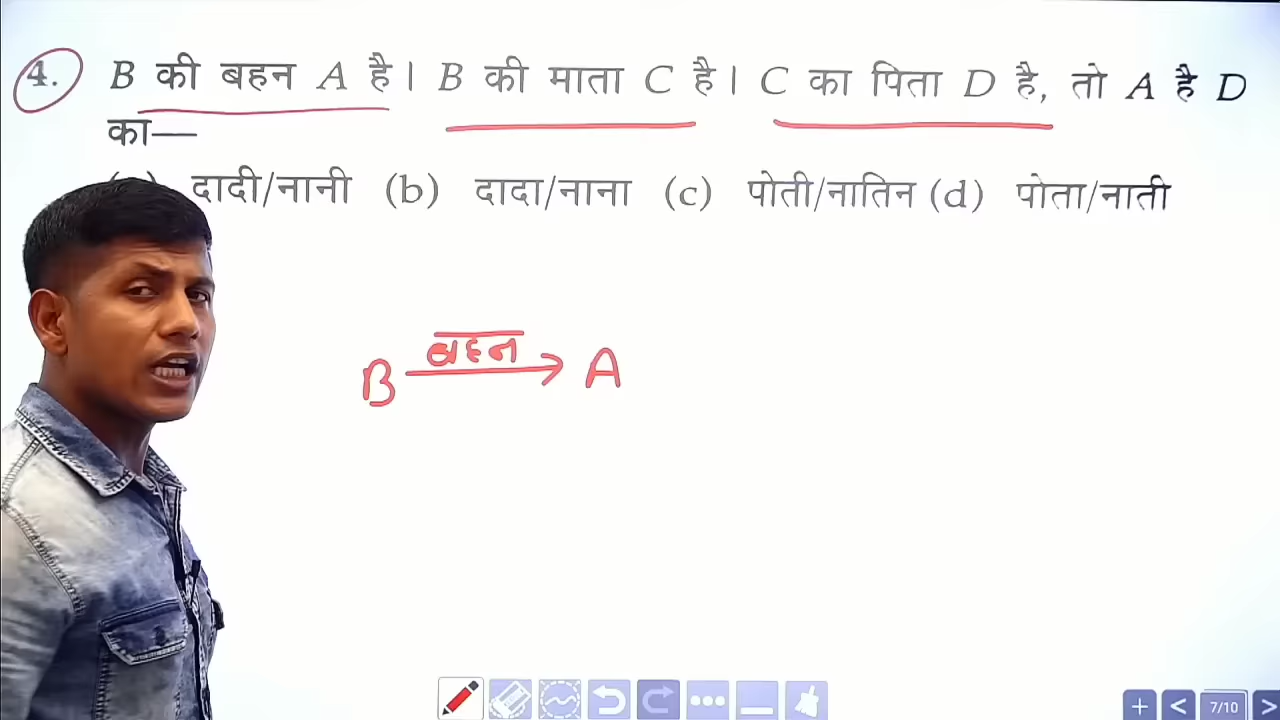 4. B की बहन A है। B की माता C है। C का पिता D है, तो A है D
का—
दादी/नानी (b) दादा/नाना (c) पोती/नातिन (d) पोता/नाती
बहन
B → A
7/10